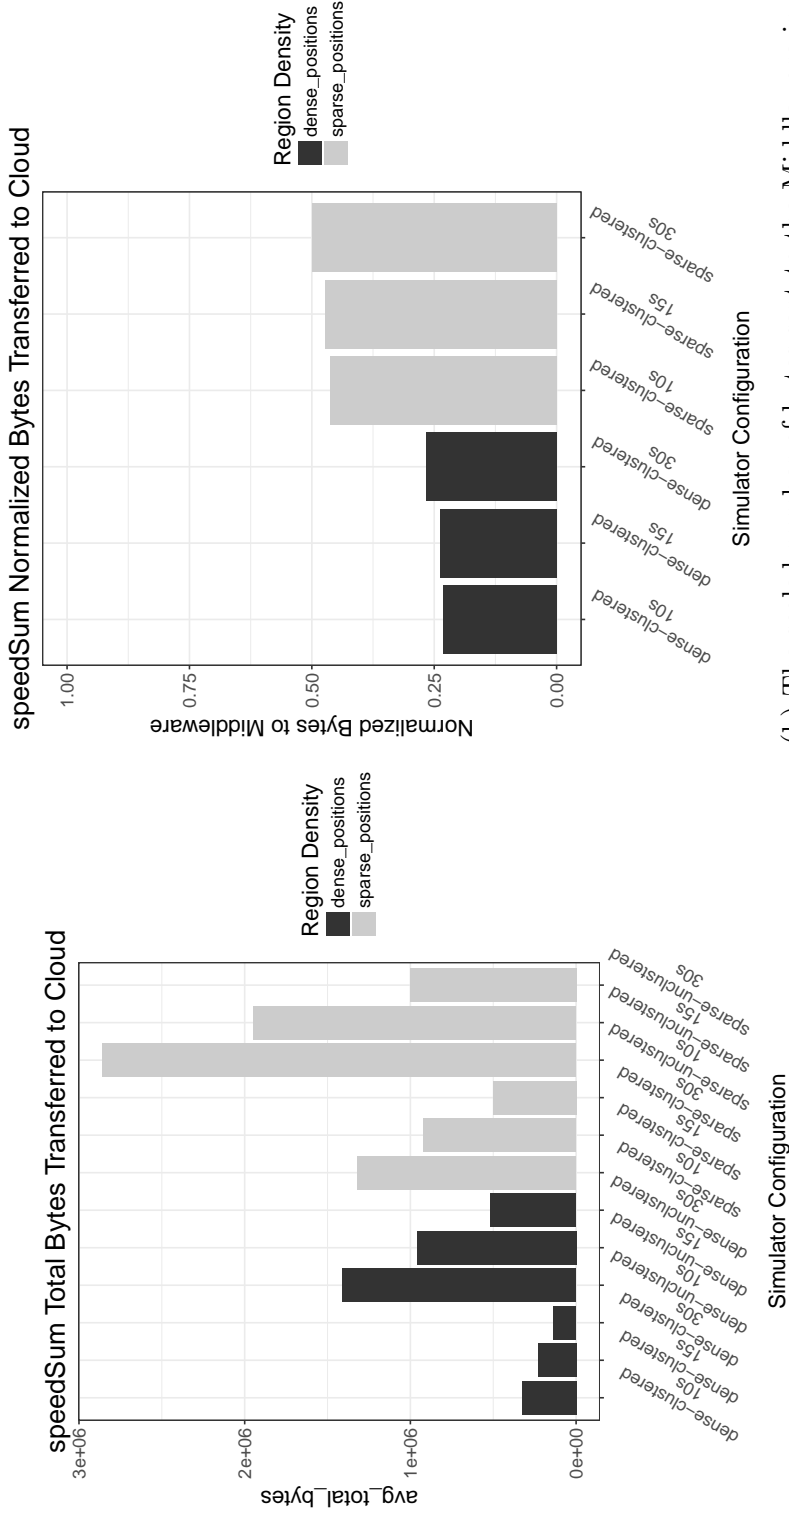 speedSum Total Bytes Transferred to Cloud
3e+06
2e+06
1e+06
0e+00
avg_total_bytes
dense−clustered
10s
dense−clustered
15s
dense−clustered
30s
dense−unclustered
10s
dense−unclustered
15s
dense−unclustered
30s
sparse−clustered
10s
sparse−clustered
15s
sparse−clustered
30s
sparse−unclustered
10s
sparse−unclustered
15s
sparse−unclustered
30s
Simulator Configuration
Region Density
dense_positions
sparse_positions
speedSum Normalized Bytes Transferred to Cloud
1.00
0.75
0.50
0.25
0.00
Normalized Bytes to Middleware
dense−clustered
10s
dense−clustered
15s
dense−clustered
30s
sparse−clustered
10s
sparse−clustered
15s
sparse−clustered
30s
Simulator Configuration
Region Density
dense_positions
sparse_positions